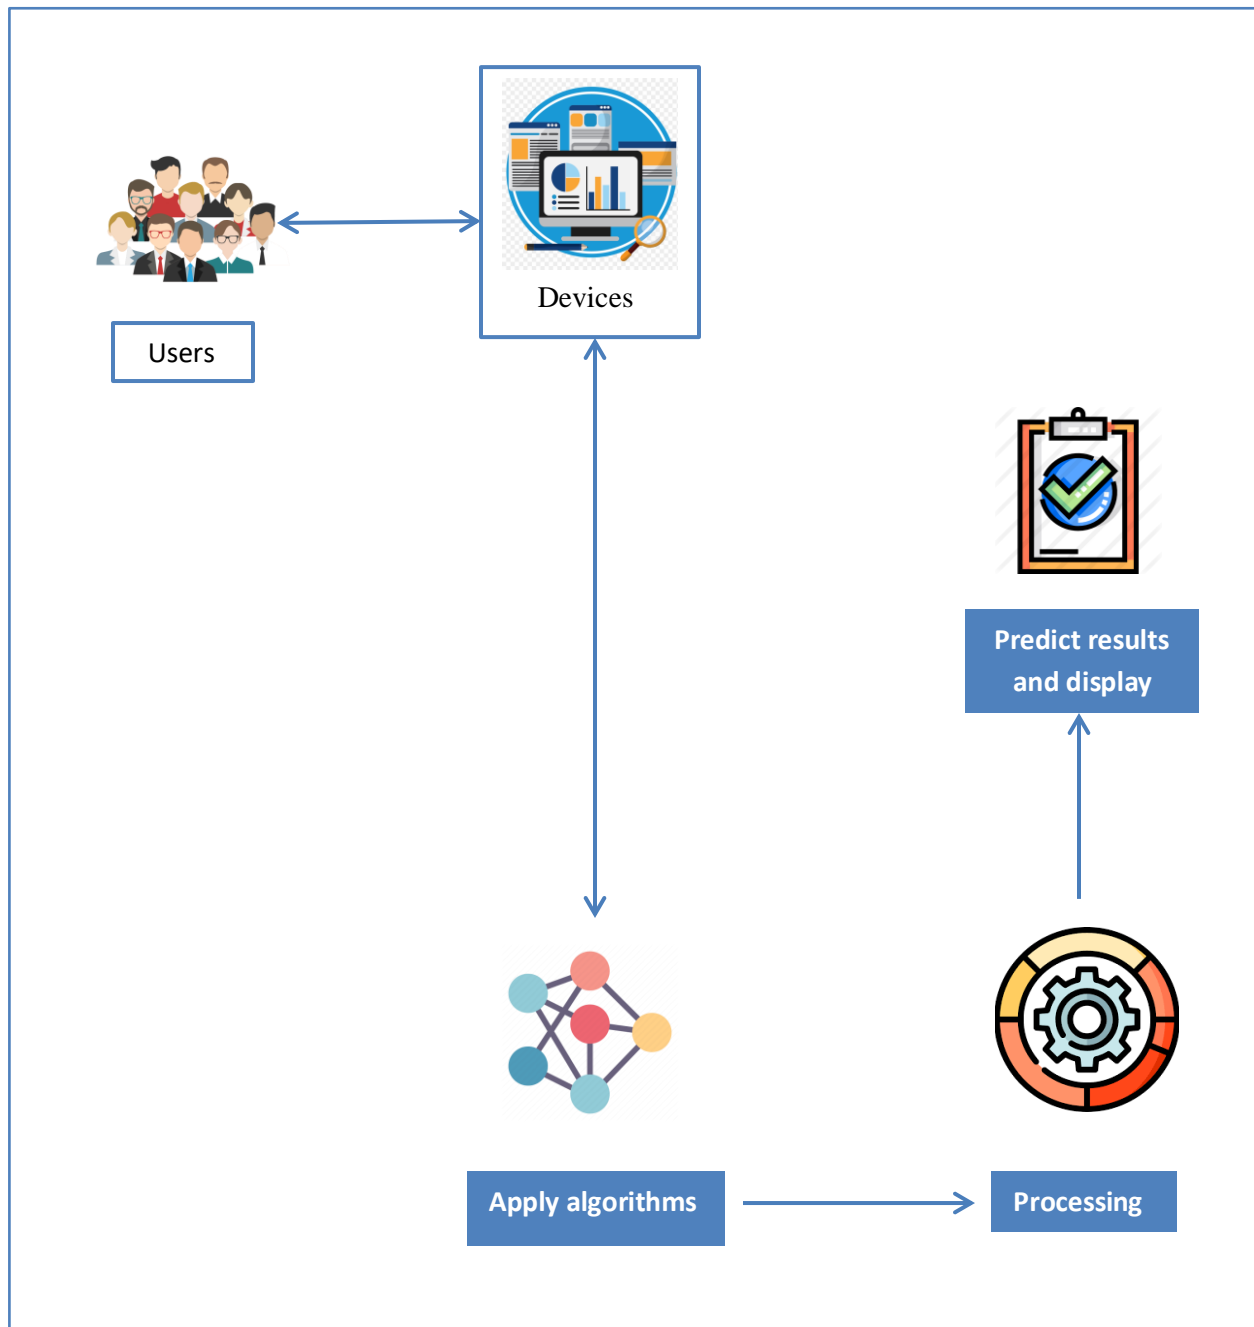 Devices
Users
Predict results
and display
Apply algorithms
Processing